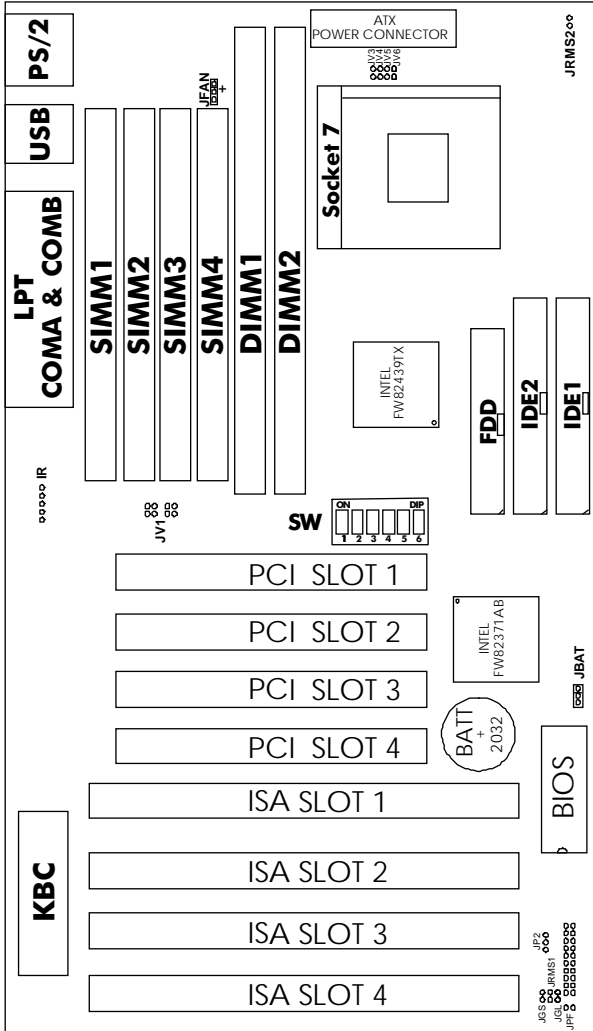 PS/2
ATX
POWER CONNECTOR
JRMS2
JV3
JV4
JV5
JV6
JFAN
+
USB
Socket 7
LPT
COMA & COMB
SIMM1
SIMM2
SIMM3
SIMM4
DIMM1
DIMM2
INTEL
FW82439TX
FDD
IDE2
IDE1
IR
JV1
SW
ON DIP
1 2 3 4 5 6
PCI SLOT 1
PCI SLOT 2
INTEL
FW82371AB
JBAT
PCI SLOT 3
PCI SLOT 4
BATT
+
2032
ISA SLOT 1
BIOS
KBC
ISA SLOT 2
ISA SLOT 3
JP2
ISA SLOT 4
JRMS1
JGS
JGL
JPF